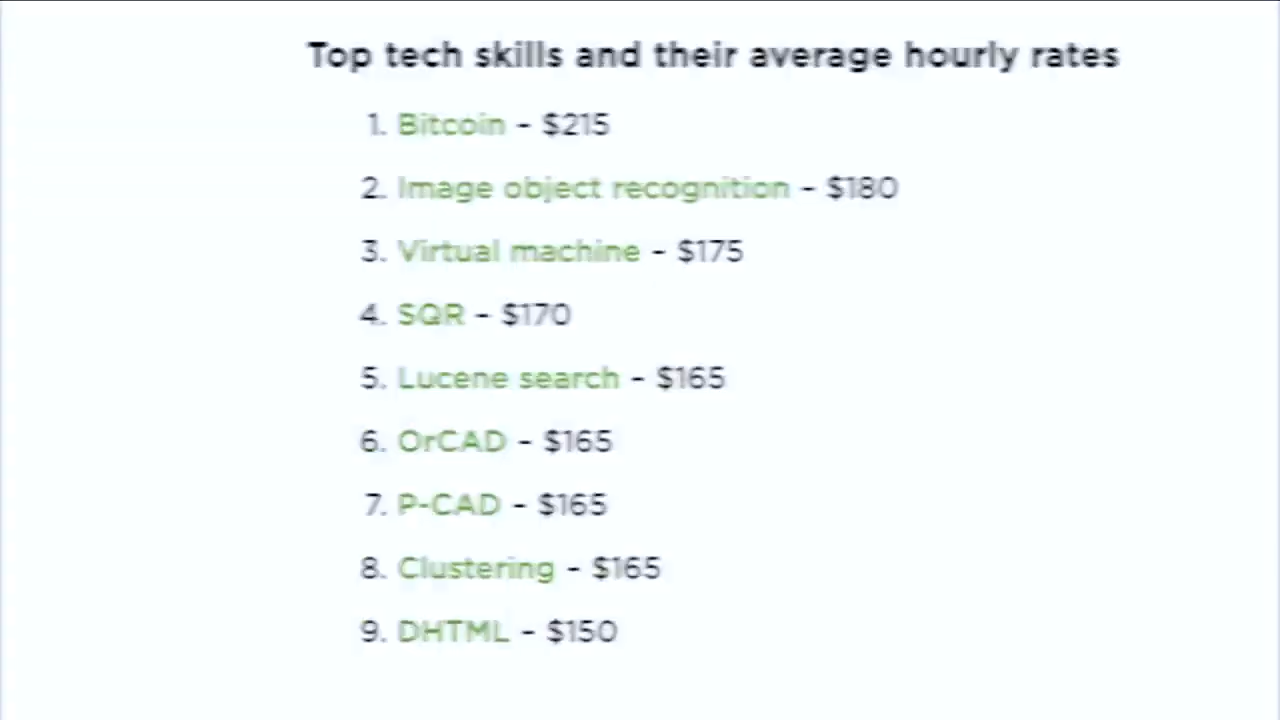 Top tech skills and their average hourly rates
1. Bitcoin - $215
2. Image object recognition - $180
3. Virtual machine - $175
4. SQR - $170
5. Lucene search - $165
6. OrCAD - $165
7. P-CAD - $165
8. Clustering - $165
9. DHTML - $150